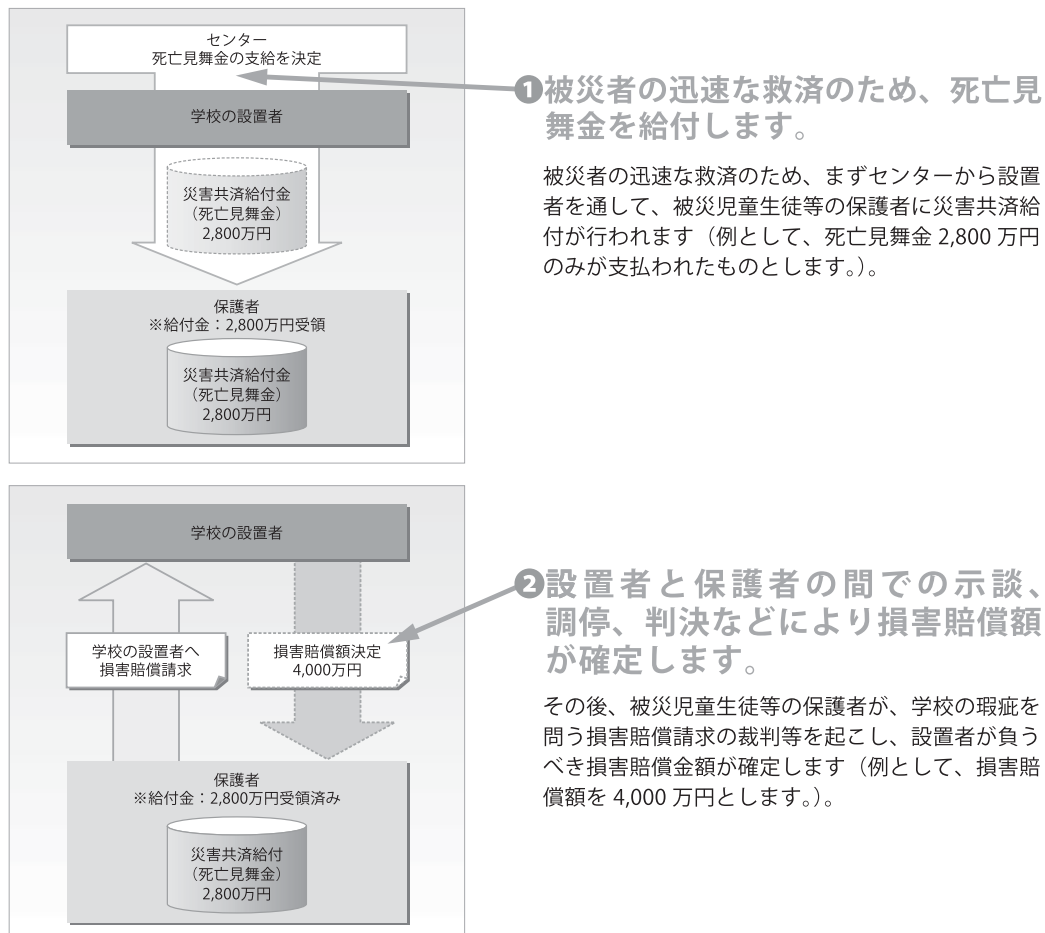 センター
死亡見舞金の支給を決定
学校の設置者
災害共済給付金
（死亡見舞金）
2,800万円
保護者
※給付金：2,800万円受領
災害共済給付金
（死亡見舞金）
2,800万円
❶被災者の迅速な救済のため、死亡見
舞金を給付します。
被災者の迅速な救済のため、まずセンターから設置
者を通して、被災児童生徒等の保護者に災害共済給
付が行われます（例として、死亡見舞金 2,800 万円
のみが支払われたものとします。）。
学校の設置者
学校の設置者へ
損害賠償請求
損害賠償額決定
4,000万円
保護者
※給付金：2,800万円受領済み
災害共済給付
（死亡見舞金）
2,800万円
❷設置者と保護者の間での示談、
調停、判決などにより損害賠償額
が確定します。
その後、被災児童生徒等の保護者が、学校の瑕疵を
問う損害賠償請求の裁判等を起こし、設置者が負う
べき損害賠償金額が確定します（例として、損害賠
償額を 4,000 万円とします。）。